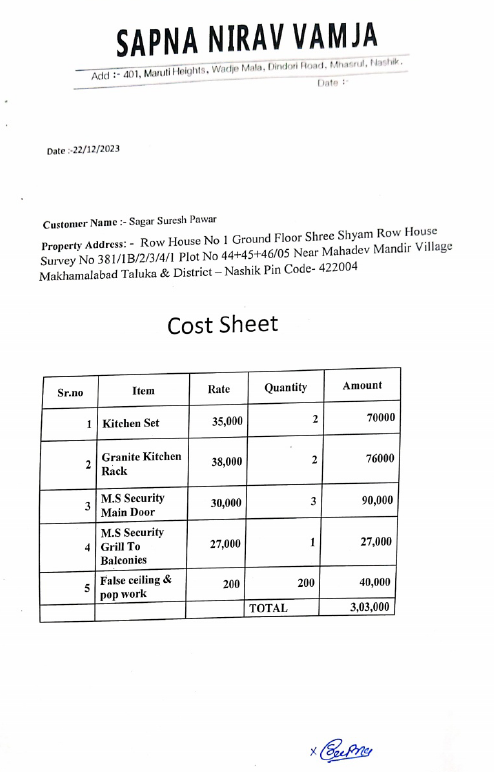 SAPNA NIRAV VAMJA
Add :- 401, Maruti Heights, Wadje Mala, Dindori Road, Mhasrul, Nashik.
Date :-
Date :-22/12/2023
Customer Name :- Sagar Suresh Pawar
Property Address: - Row House No 1 Ground Floor Shree Shyam Row House
Survey No 381/1B/2/3/4/1 Plot No 44+45+46/05 Near Mahadev Mandir Village
Makhamalabad Taluka & District – Nashik Pin Code- 422004
Cost Sheet
Sr.no Item Rate Quantity Amount
1 Kitchen Set 35,000 2 70000
2 Granite Kitchen Rack 38,000 2 76000
3 M.S Security Main Door 30,000 3 90,000
4 M.S Security Grill To Balconies 27,000 1 27,000
5 False ceiling & pop work 200 200 40,000
TOTAL 3,03,000
x